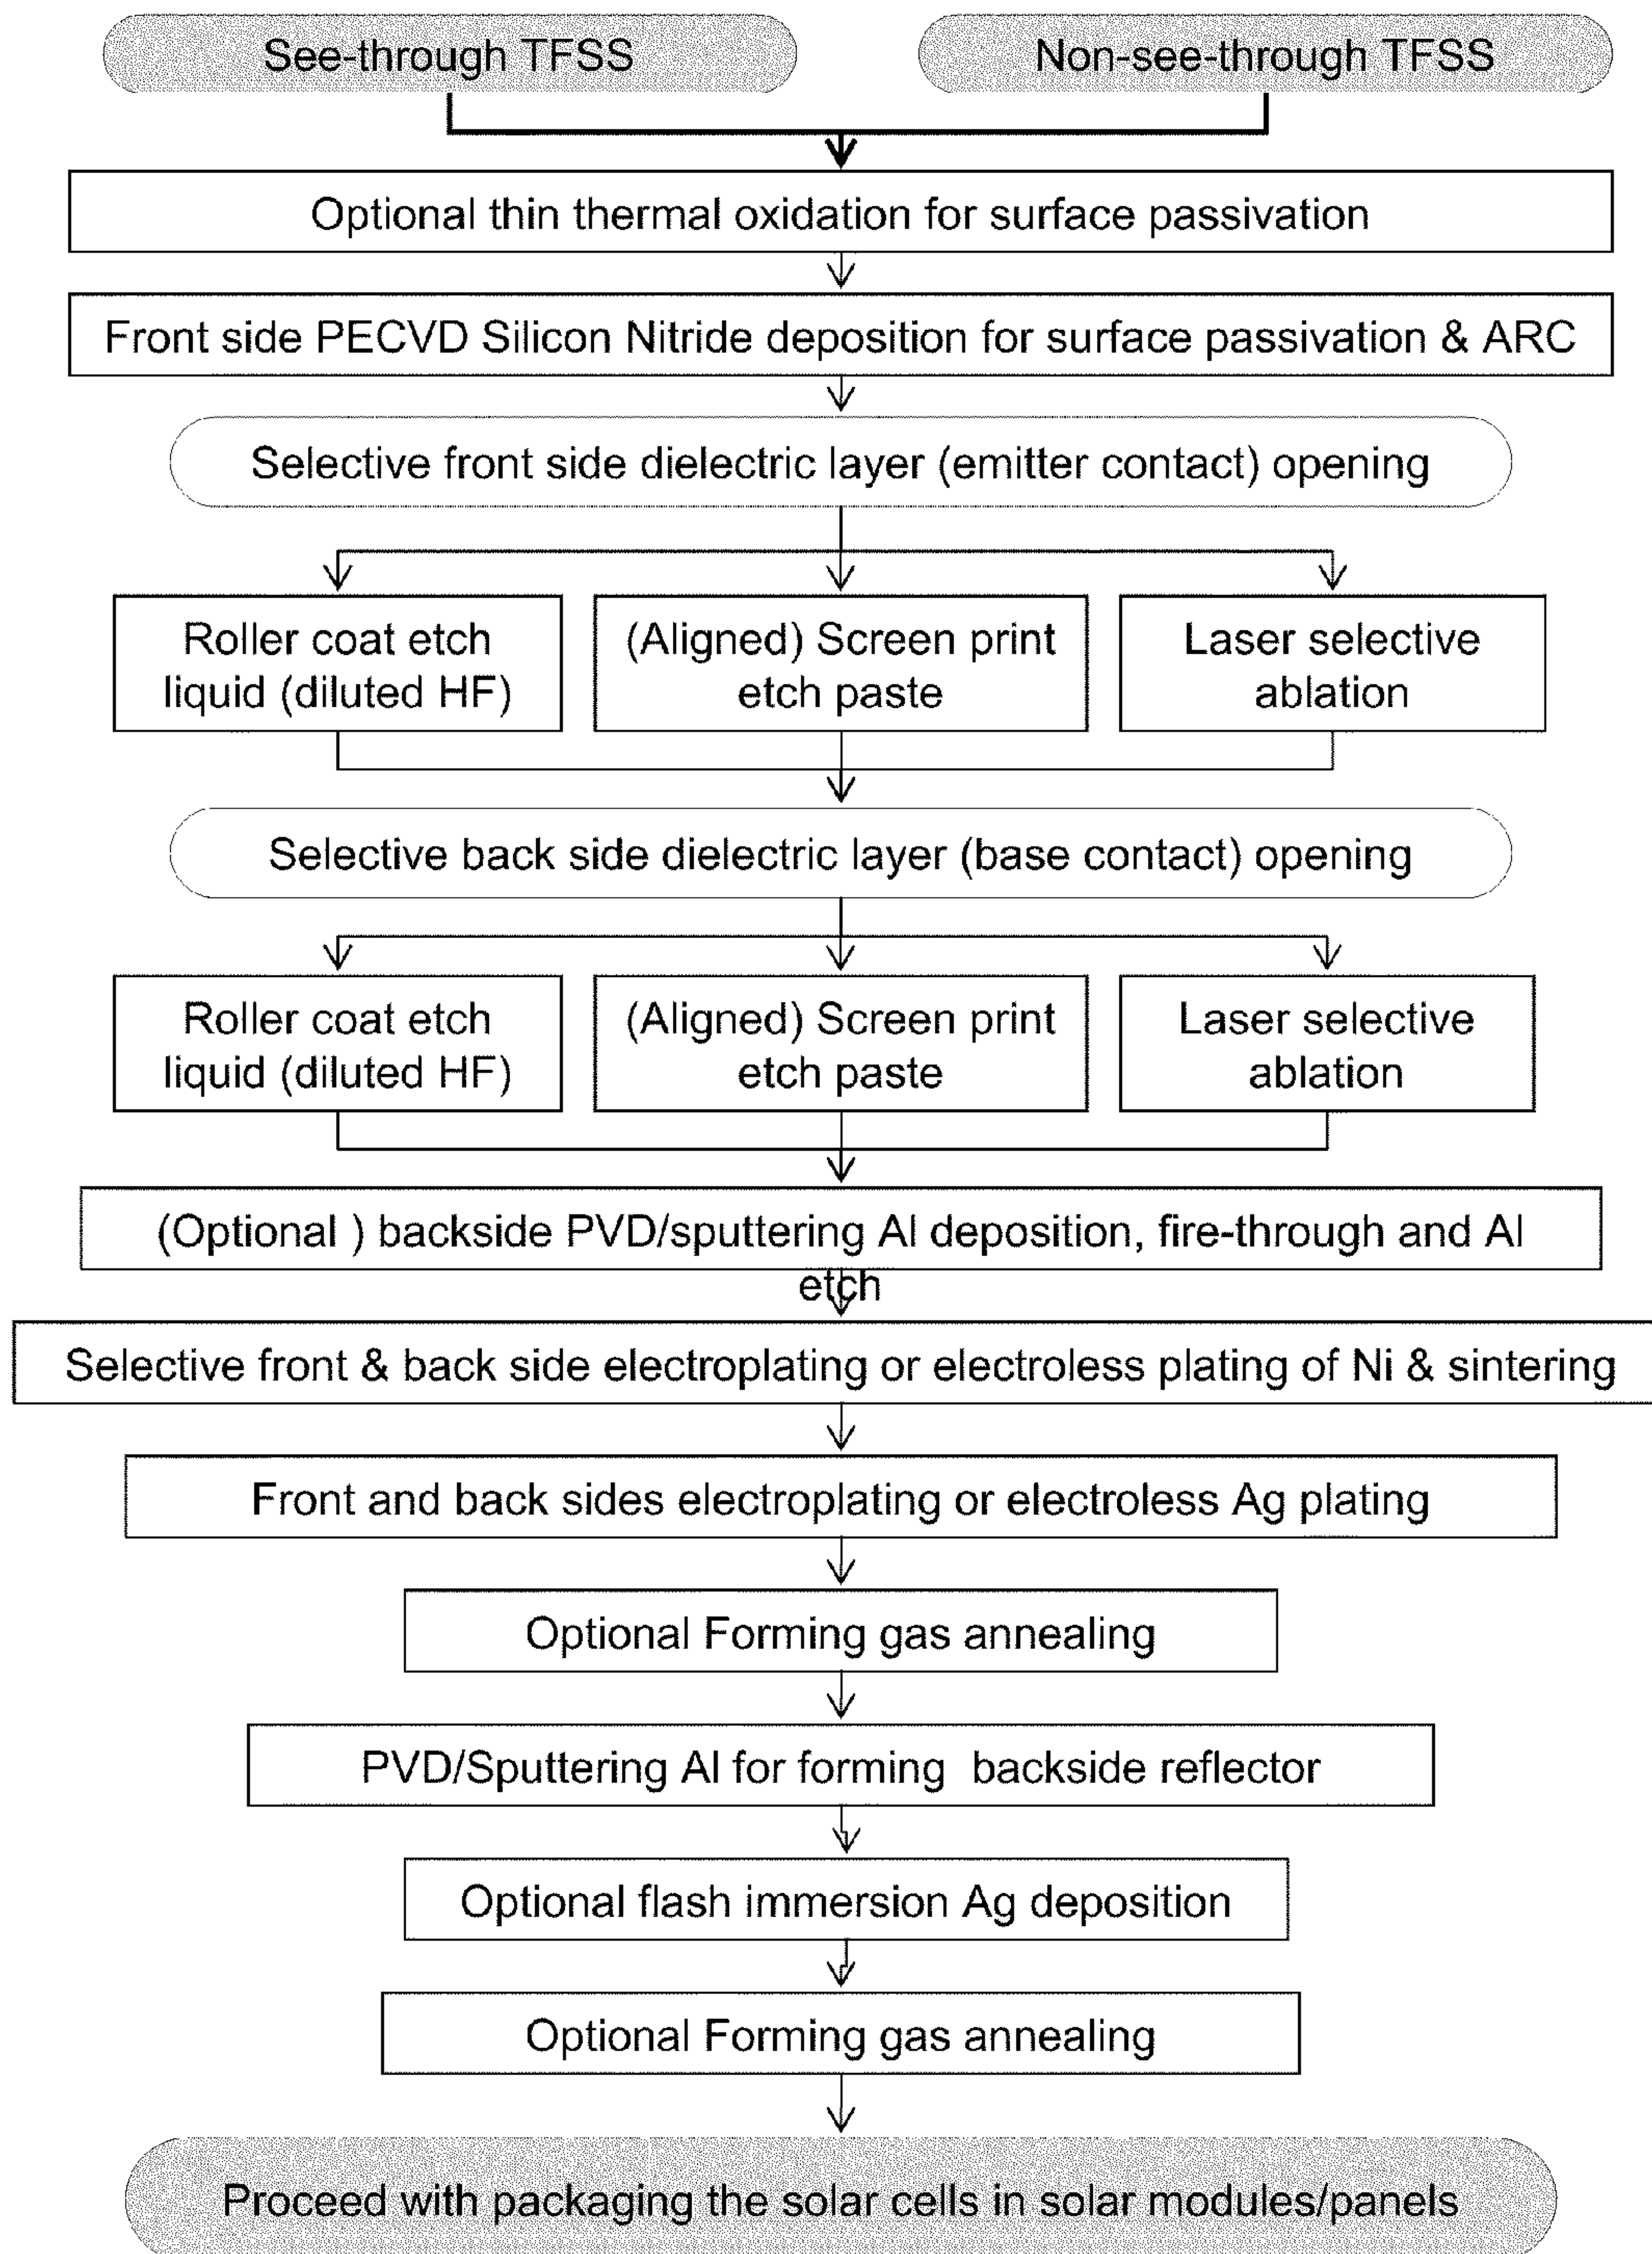 See-through TFSS
Non-see-through TFSS
Optional thin thermal oxidation for surface passivation
Front side PECVD Silicon Nitride deposition for surface passivation & ARC
Selective front side dielectric layer (emitter contact) opening
Roller coat etch
liquid (diluted HF)
(Aligned) Screen print
etch paste
Laser selective
ablation
Selective back side dielectric layer (base contact) opening
Roller coat etch
liquid (diluted HF)
(Aligned) Screen print
etch paste
Laser selective
ablation
(Optional ) backside PVD/sputtering Al deposition, fire-through and Al
etch
Selective front & back side electroplating or electroless plating of Ni & sintering
Front and back sides electroplating or electroless Ag plating
Optional Forming gas annealing
PVD/Sputtering Al for forming  backside reflector
Optional flash immersion Ag deposition
Optional Forming gas annealing
Proceed with packaging the solar cells in solar modules/panels